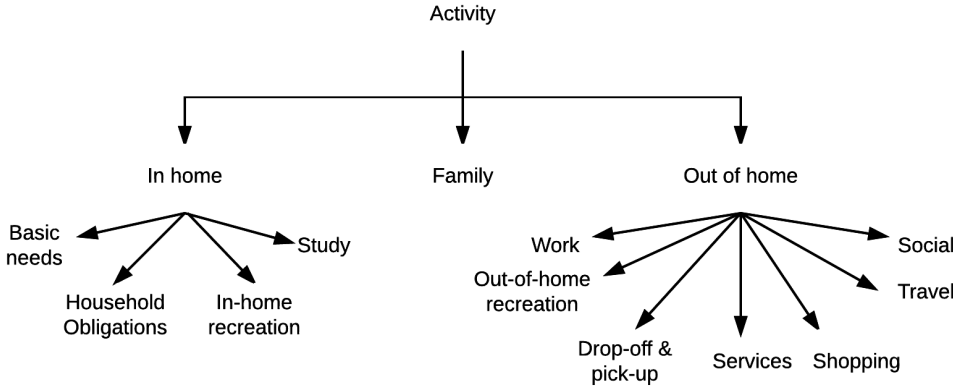 Activity
In home
Family
Out of home
Basic
needs
Household
Obligations
In-home
recreation
Study
Work
Out-of-home
recreation
Drop-off &
pick-up
Services
Shopping
Travel
Social